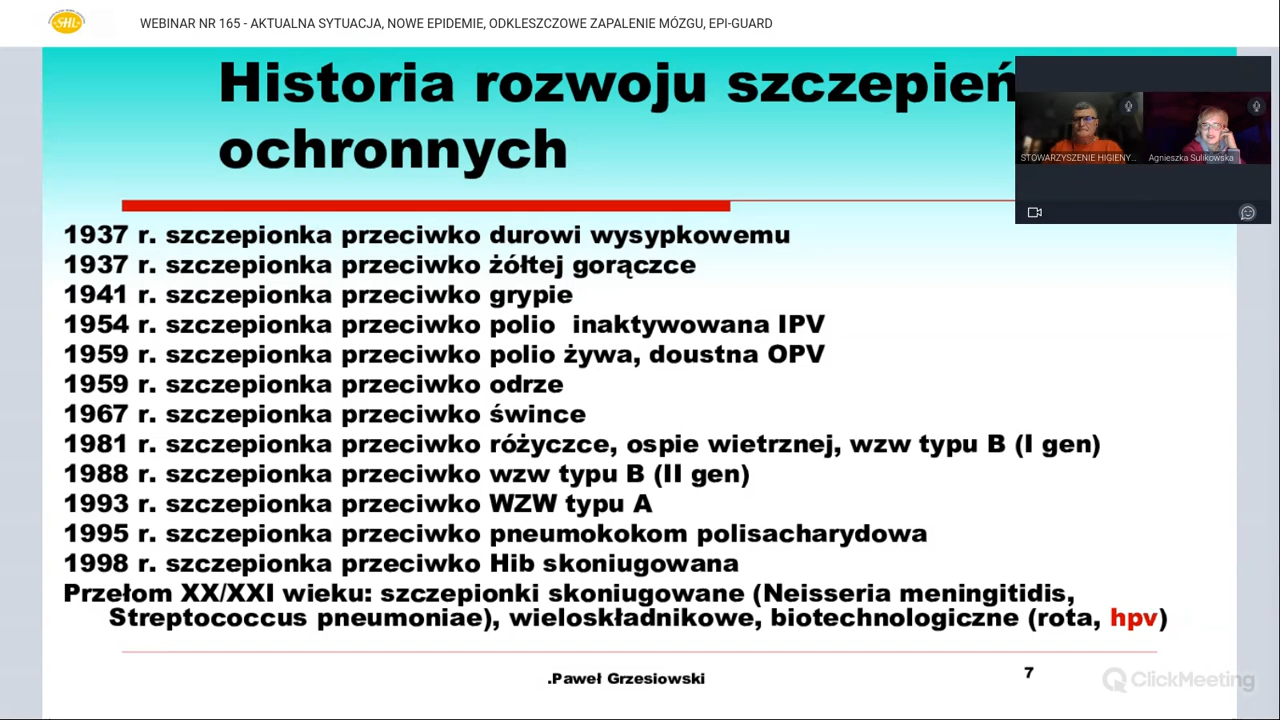 SHL
WEBINAR NR 165 - AKTUALNA SYTUACJA, NOWE EPIDEMIE, ODKLESZCZOWE ZAPALENIE MÓZGU, EPI-GUARD
Historia rozwoju szczepień
ochronnych
STOWARZYSZENIE HIGIENY...
Agnieszka Sulikowska
1937 r. szczepionka przeciwko durowi wysypkowemu
1937 r. szczepionka przeciwko żółtej gorączce
1941 r. szczepionka przeciwko grypie
1954 r. szczepionka przeciwko polio  inaktywowana IPV
1959 r. szczepionka przeciwko polio żywa, doustna OPV
1959 r. szczepionka przeciwko odrze
1967 r. szczepionka przeciwko śwince
1981 r. szczepionka przeciwko różyczce, ospie wietrznej, wzw typu B (I gen)
1988 r. szczepionka przeciwko wzw typu B (II gen)
1993 r. szczepionka przeciwko WZW typu A
1995 r. szczepionka przeciwko pneumokokom polisacharydowa
1998 r. szczepionka przeciwko Hib skoniugowana
Przełom XX/XXI wieku: szczepionki skoniugowane (Neisseria meningitidis,
Streptococcus pneumoniae), wieloskładnikowe, biotechnologiczne (rota, hpv)
.Paweł Grzesiowski
7
ClickMeeting